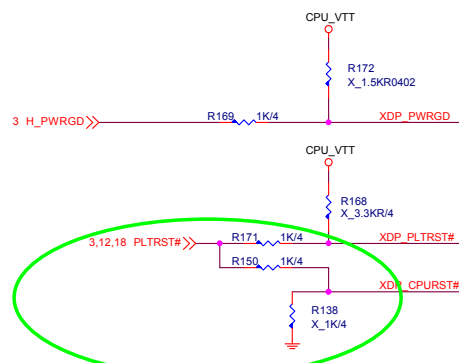 CPU_VTT
R172
X_1.5KR0402
3 H_PWRGD R169 1K/4 XDP_PWRGD
CPU_VTT
R168
X_3.3KR/4
3,12,18 PLTRST# R171 1K/4 XDP_PLTRST#
R150 1K/4
XDP_CPURST#
R138
X_1K/4